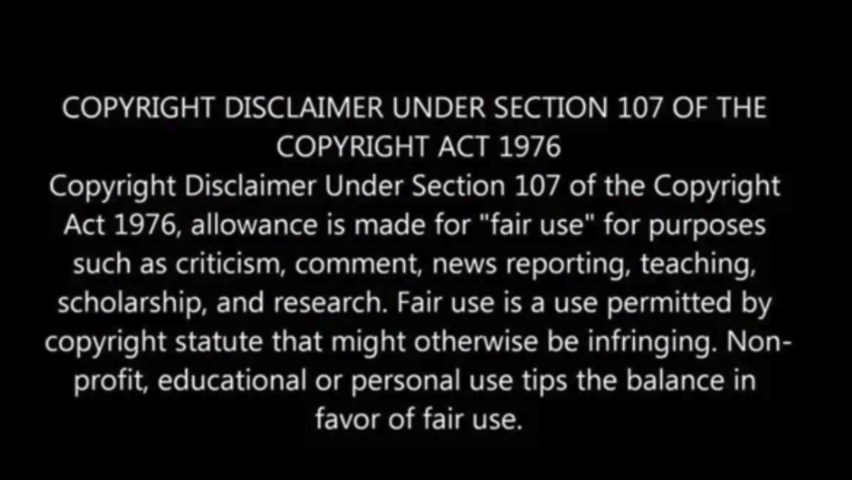 COPYRIGHT DISCLAIMER UNDER SECTION 107 OF THE
COPYRIGHT ACT 1976
Copyright Disclaimer Under Section 107 of the Copyright
Act 1976, allowance is made for "fair use" for purposes
such as criticism, comment, news reporting, teaching,
scholarship, and research. Fair use is a use permitted by
copyright statute that might otherwise be infringing. Non-
profit, educational or personal use tips the balance in
favor of fair use.